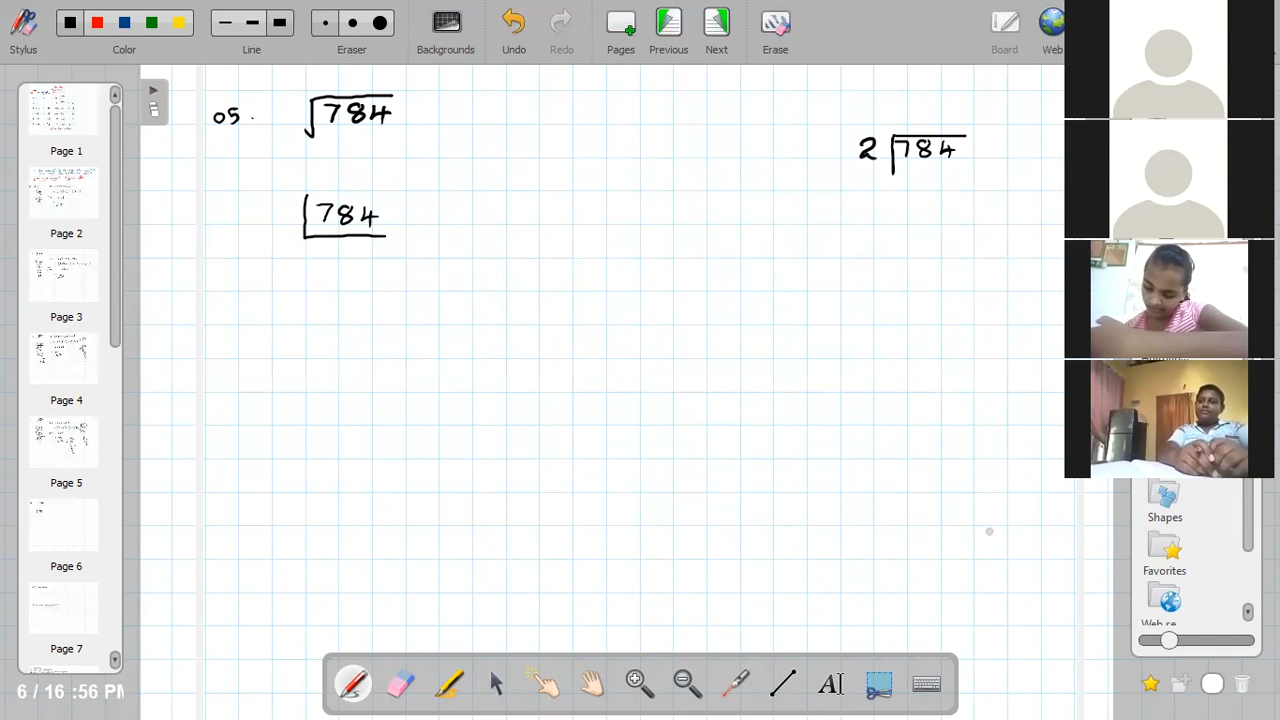 Stylus
Color
Line
Eraser
Backgrounds
Undo
Redo
Pages
Previous
Next
Erase
Board
Web
05.
√784
2
784
784
Page 1
Page 2
Page 3
Page 4
Page 5
Page 6
Page 7
Shapes
Favorites
Web se
6 / 16 :56 PM